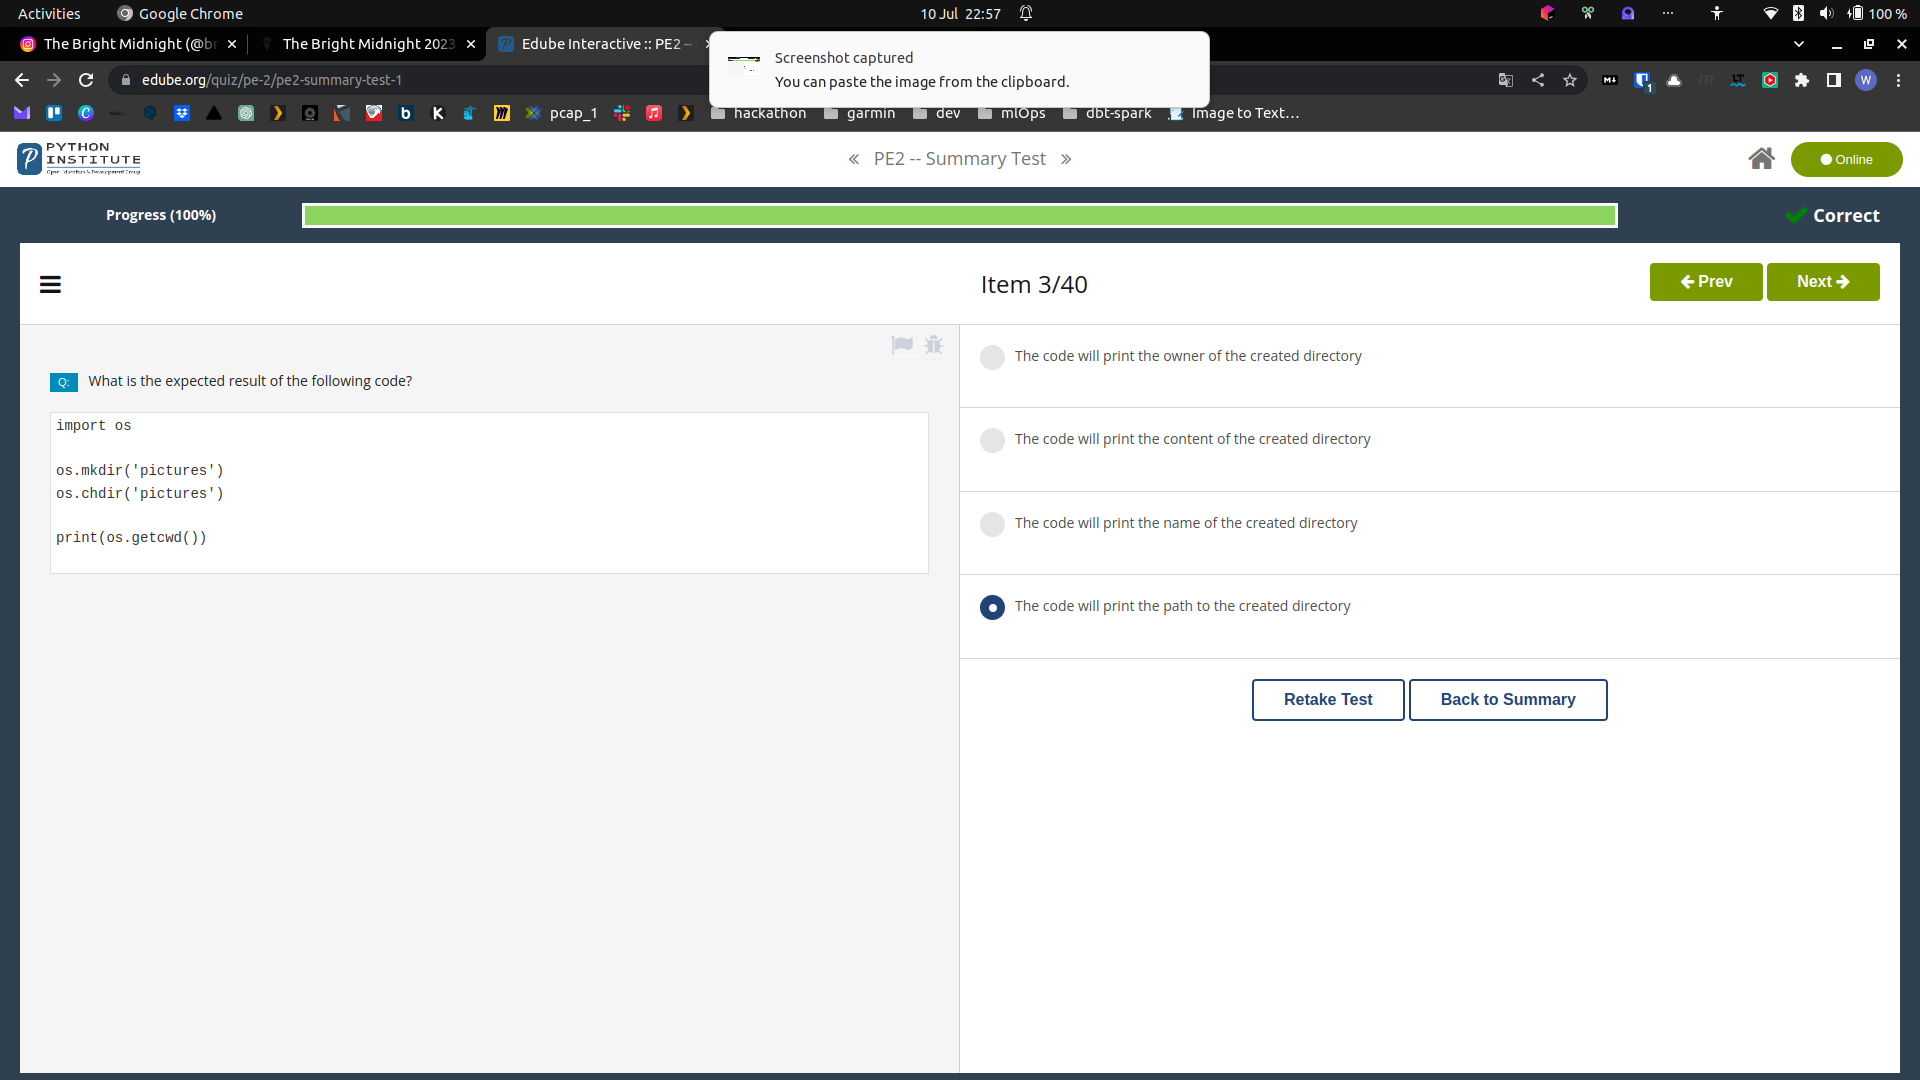 Activities
Google Chrome
10 Jul 22:57
100 %
The Bright Midnight (@br
The Bright Midnight 2023
Edube Interactive :: PE2 –
Screenshot captured
You can paste the image from the clipboard.
edube.org/quiz/pe-2/pe2-summary-test-1
pcap_1
hackathon
garmin
dev
mlOps
dbt-spark
Image to Text…
PYTHON
INSTITUTE
Open Education & Development Group
« PE2 -- Summary Test »
Online
Progress (100%)
Correct
Item 3/40
Prev
Next
Q: What is the expected result of the following code?
import os
os.mkdir('pictures')
os.chdir('pictures')
print(os.getcwd())
The code will print the owner of the created directory
The code will print the content of the created directory
The code will print the name of the created directory
The code will print the path to the created directory
Retake Test
Back to Summary